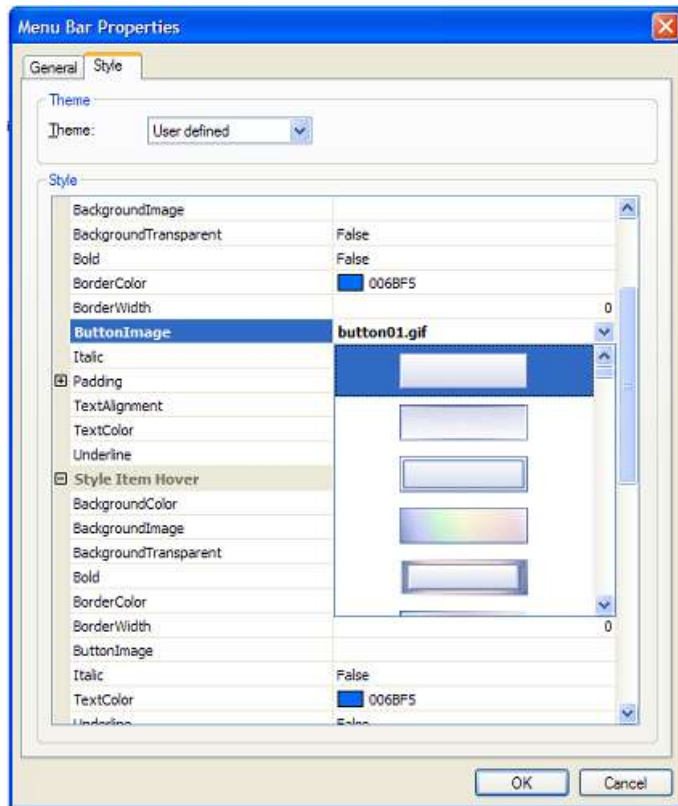 Menu Bar Properties
General Style
Theme
Theme: User defined
Style
BackgroundImage
BackgroundTransparent False
Bold False
BorderColor 006BF5
BorderWidth 0
ButtonImage button01.gif
Italic
Padding
TextAlignment
TextColor
Underline
Style Item Hover
BackgroundColor
BackgroundImage
BackgroundTransparent
Bold
BorderColor
BorderWidth 0
ButtonImage
Italic False
TextColor 006BF5
Underline False
OK Cancel